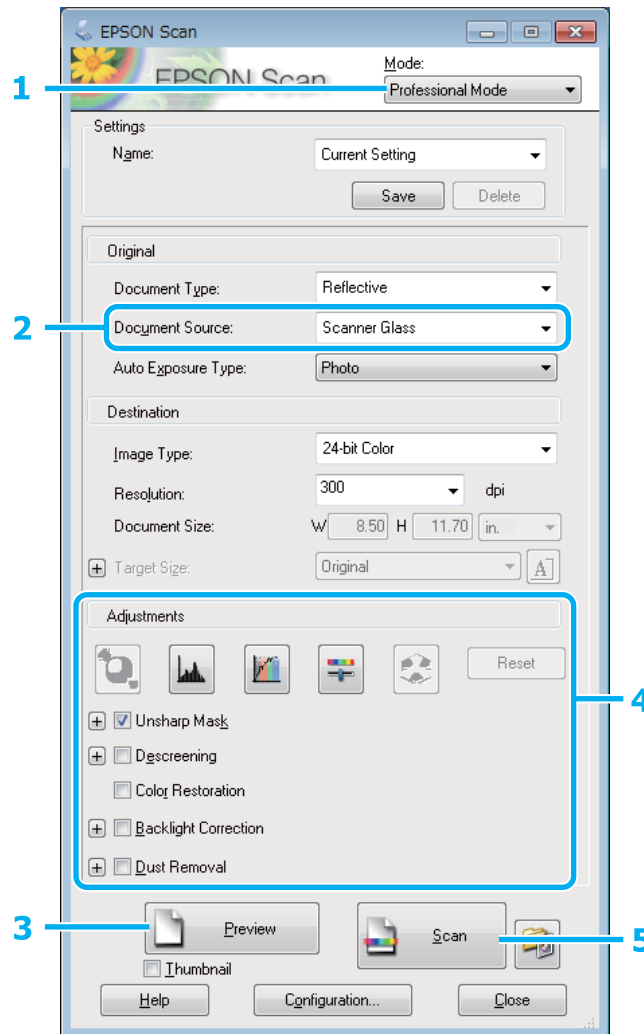 EPSON Scan
EPSON Scan
Mode:
1
Professional Mode
Settings
Name:
Current Setting
Save
Delete
Original
Document Type:
Reflective
2
Document Source:
Scanner Glass
Auto Exposure Type:
Photo
Destination
Image Type:
24-bit Color
Resolution:
300
dpi
Document Size:
W 8.50 H 11.70 in.
Target Size:
Original
A
Adjustments
Reset
4
Unsharp Mask
Descreening
Color Restoration
Backlight Correction
Dust Removal
3
Preview
Scan
5
Thumbnail
Help
Configuration...
Close